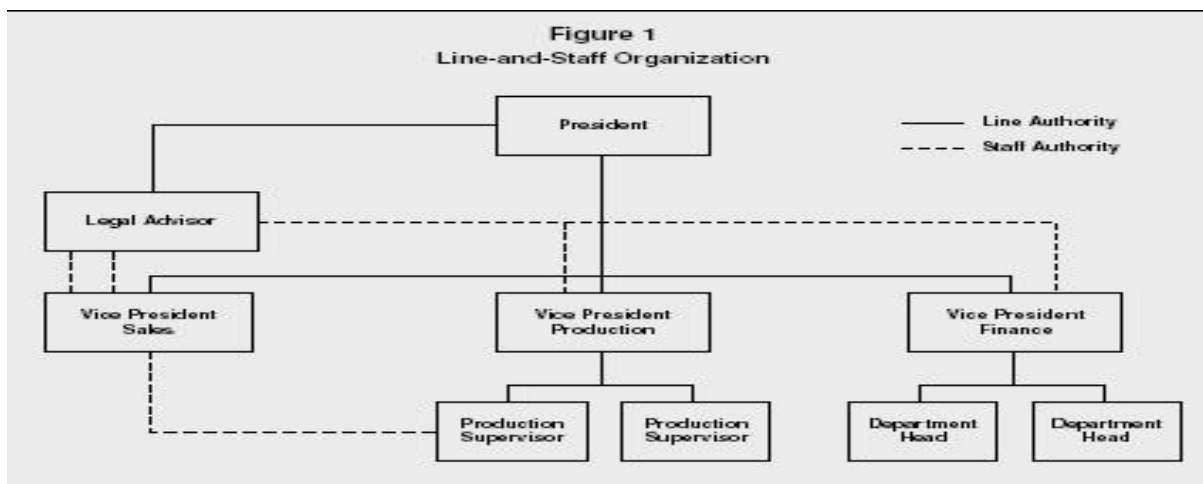 Figure 1
Line-and-Staff Organization
President
Line Authority
Staff Authority
Legal Advisor
Vice President
Sales
Vice President
Production
Vice President
Finance
Production
Supervisor
Production
Supervisor
Department
Head
Department
Head